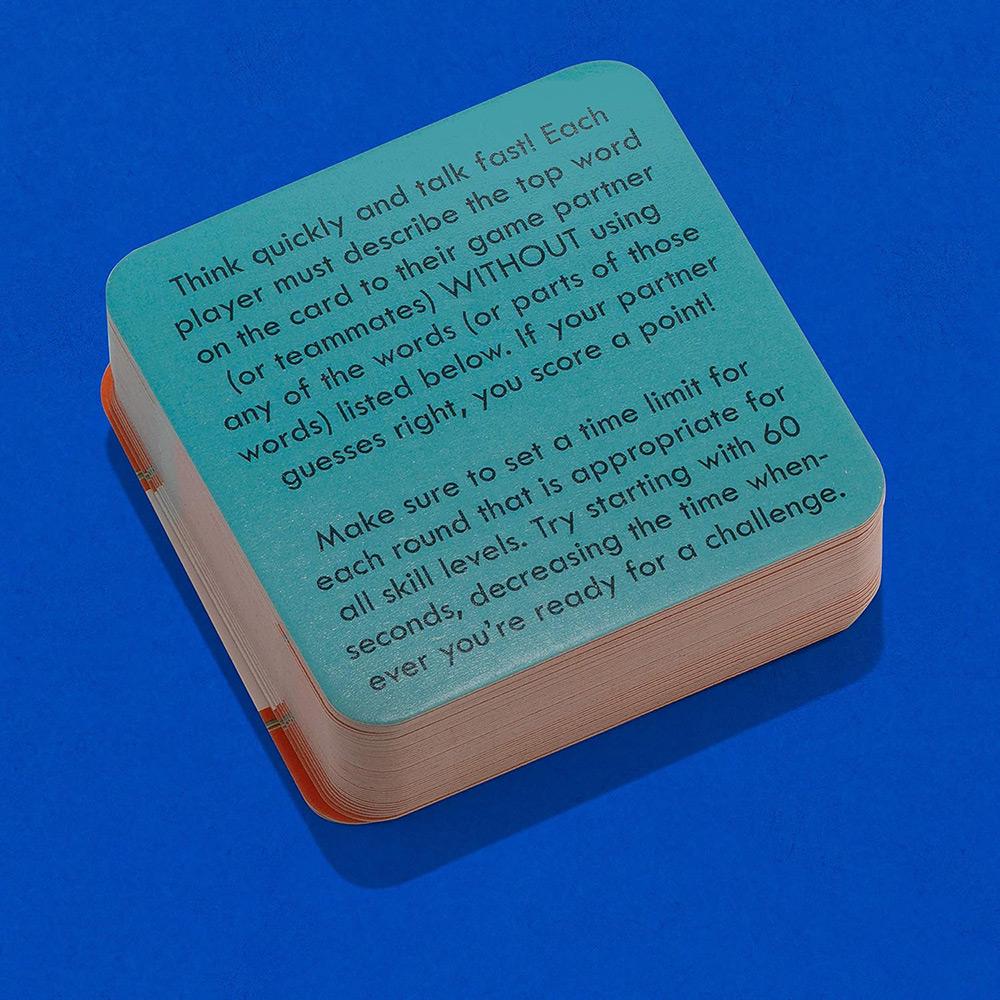 Think quickly and talk fast! Each
player must describe the top word
on the card to their game partner
(or teammates) WITHOUT using
any of the words (or parts of those
words) listed below. If your partner
guesses right, you score a point!
Make sure to set a time limit for
each round that is appropriate for
all skill levels. Try starting with 60
seconds, decreasing the time when-
ever you're ready for a challenge.